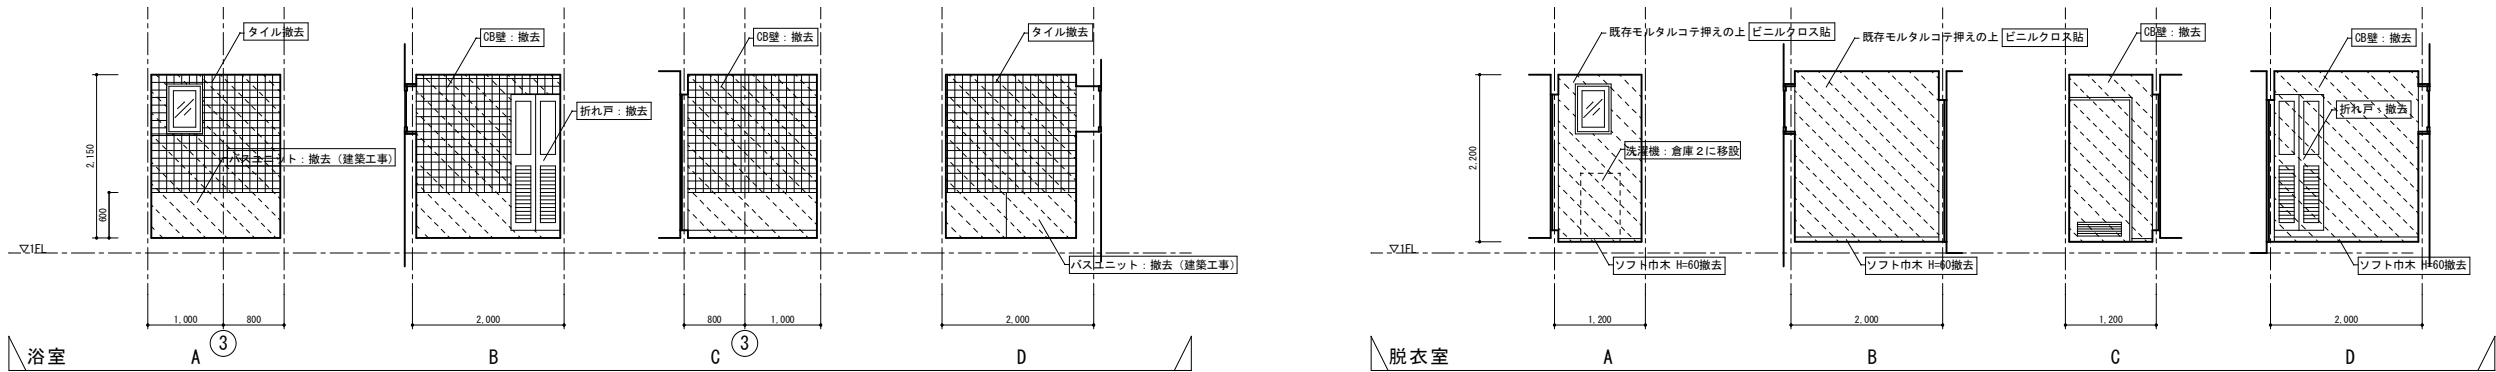 タイル撤去
CB壁：撤去
CB壁：撤去
タイル撤去
折れ戸：撤去
バスユニット：撤去（建築工事）
2,150
600
▽1FL
バスユニット：撤去（建築工事）
1,000
800
2,000
800
1,000
2,000
3
3
浴室
A
B
C
D
既存モルタルコテ押えの上 ビニルクロス貼
既存モルタルコテ押えの上 ビニルクロス貼
CB壁：撤去
CB壁：撤去
折れ戸：撤去
洗濯機：倉庫２に移設
2,200
▽1FL
ソフト巾木 H=60撤去
ソフト巾木 H=60撤去
ソフト巾木 H=60撤去
1,200
2,000
1,200
2,000
脱衣室
A
B
C
D